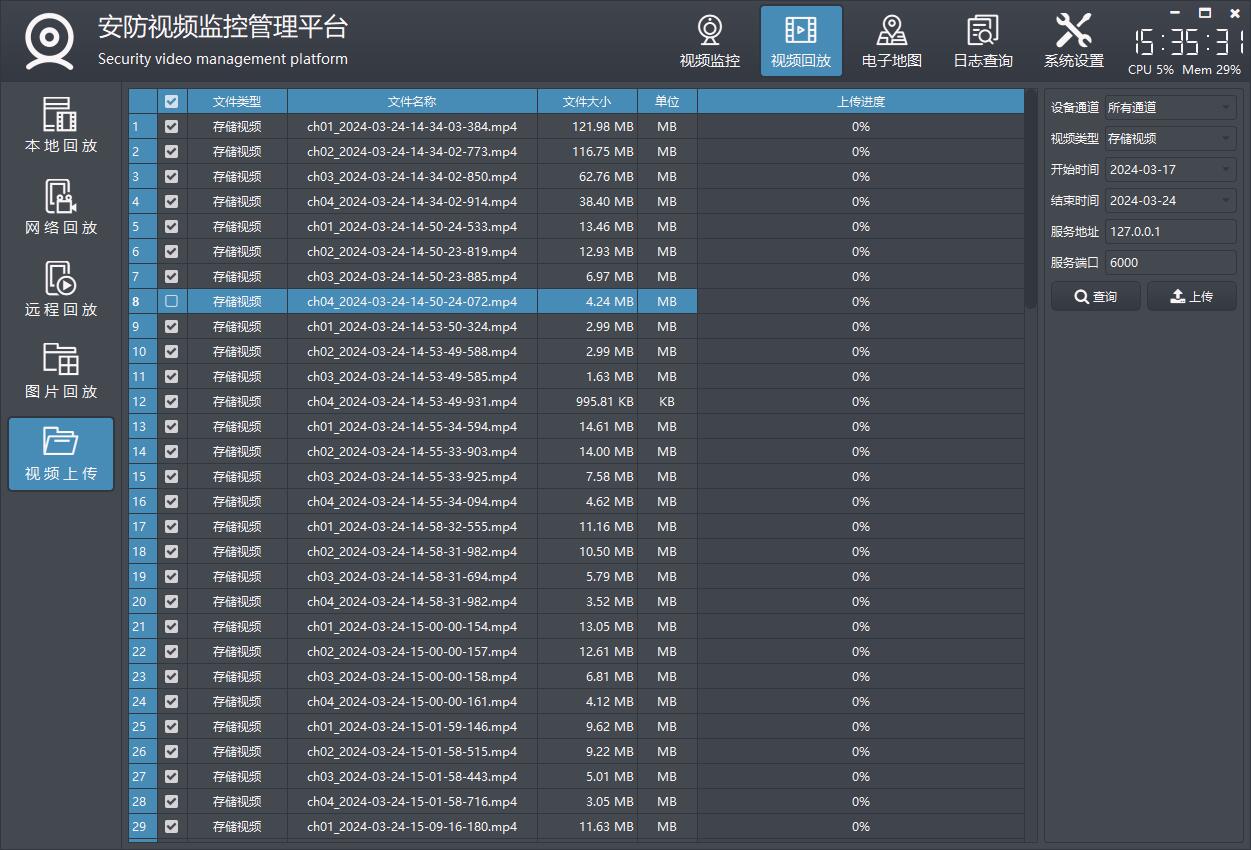 安防视频监控管理平台
Security video management platform
视频监控
视频回放
电子地图
日志查询
系统设置
15:35:31
CPU 5% Mem 29%
本地回放
网络回放
远程回放
图片回放
视频上传
文件类型 文件名称 文件大小 单位 上传进度
1 存储视频 ch01_2024-03-24-14-34-03-384.mp4 121.98 MB MB 0%
2 存储视频 ch02_2024-03-24-14-34-02-773.mp4 116.75 MB MB 0%
3 存储视频 ch03_2024-03-24-14-34-02-850.mp4 62.76 MB MB 0%
4 存储视频 ch04_2024-03-24-14-34-02-914.mp4 38.40 MB MB 0%
5 存储视频 ch01_2024-03-24-14-50-24-533.mp4 13.46 MB MB 0%
6 存储视频 ch02_2024-03-24-14-50-23-819.mp4 12.93 MB MB 0%
7 存储视频 ch03_2024-03-24-14-50-23-885.mp4 6.97 MB MB 0%
8 存储视频 ch04_2024-03-24-14-50-24-072.mp4 4.24 MB MB 0%
9 存储视频 ch01_2024-03-24-14-53-50-324.mp4 2.99 MB MB 0%
10 存储视频 ch02_2024-03-24-14-53-49-588.mp4 2.99 MB MB 0%
11 存储视频 ch03_2024-03-24-14-53-49-585.mp4 1.63 MB MB 0%
12 存储视频 ch04_2024-03-24-14-53-49-931.mp4 995.81 KB KB 0%
13 存储视频 ch01_2024-03-24-14-55-34-594.mp4 14.61 MB MB 0%
14 存储视频 ch02_2024-03-24-14-55-33-903.mp4 14.00 MB MB 0%
15 存储视频 ch03_2024-03-24-14-55-33-925.mp4 7.58 MB MB 0%
16 存储视频 ch04_2024-03-24-14-55-34-094.mp4 4.62 MB MB 0%
17 存储视频 ch01_2024-03-24-14-58-32-555.mp4 11.16 MB MB 0%
18 存储视频 ch02_2024-03-24-14-58-31-982.mp4 10.50 MB MB 0%
19 存储视频 ch03_2024-03-24-14-58-31-694.mp4 5.79 MB MB 0%
20 存储视频 ch04_2024-03-24-14-58-31-982.mp4 3.52 MB MB 0%
21 存储视频 ch01_2024-03-24-15-00-00-154.mp4 13.05 MB MB 0%
22 存储视频 ch02_2024-03-24-15-00-00-157.mp4 12.61 MB MB 0%
23 存储视频 ch03_2024-03-24-15-00-00-158.mp4 6.81 MB MB 0%
24 存储视频 ch04_2024-03-24-15-00-00-161.mp4 4.12 MB MB 0%
25 存储视频 ch01_2024-03-24-15-01-59-146.mp4 9.62 MB MB 0%
26 存储视频 ch02_2024-03-24-15-01-58-515.mp4 9.22 MB MB 0%
27 存储视频 ch03_2024-03-24-15-01-58-443.mp4 5.01 MB MB 0%
28 存储视频 ch04_2024-03-24-15-01-58-716.mp4 3.05 MB MB 0%
29 存储视频 ch01_2024-03-24-15-09-16-180.mp4 11.63 MB MB 0%
设备通道 所有通道
视频类型 存储视频
开始时间 2024-03-17
结束时间 2024-03-24
服务地址 127.0.0.1
服务端口 6000
查询 上传